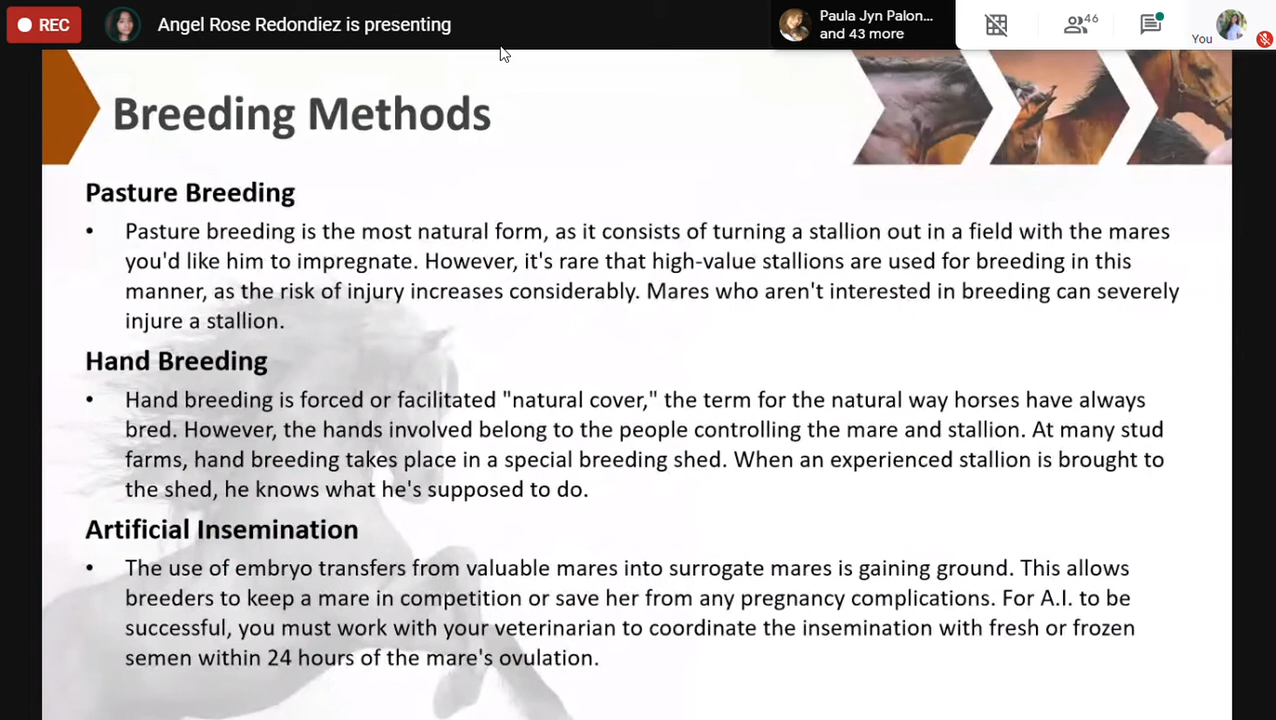 REC
Angel Rose Redondiez is presenting
Paula Jyn Palon...
and 43 more
46
You
Breeding Methods
Pasture Breeding
• Pasture breeding is the most natural form, as it consists of turning a stallion out in a field with the mares
you'd like him to impregnate. However, it's rare that high-value stallions are used for breeding in this
manner, as the risk of injury increases considerably. Mares who aren't interested in breeding can severely
injure a stallion.
Hand Breeding
• Hand breeding is forced or facilitated "natural cover," the term for the natural way horses have always
bred. However, the hands involved belong to the people controlling the mare and stallion. At many stud
farms, hand breeding takes place in a special breeding shed. When an experienced stallion is brought to
the shed, he knows what he's supposed to do.
Artificial Insemination
• The use of embryo transfers from valuable mares into surrogate mares is gaining ground. This allows
breeders to keep a mare in competition or save her from any pregnancy complications. For A.I. to be
successful, you must work with your veterinarian to coordinate the insemination with fresh or frozen
semen within 24 hours of the mare's ovulation.